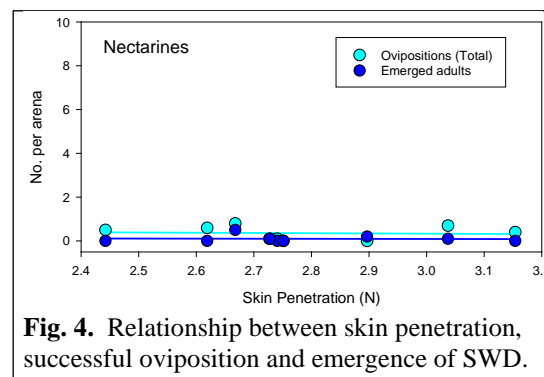 Nectarines
Ovipositions (Total)
Emerged adults
10
8
6
4
2
0
No. per arena
2.4 2.5 2.6 2.7 2.8 2.9 3.0 3.1 3.
Skin Penetration (N)
Fig. 4. Relationship between skin penetration,
successful oviposition and emergence of SWD.